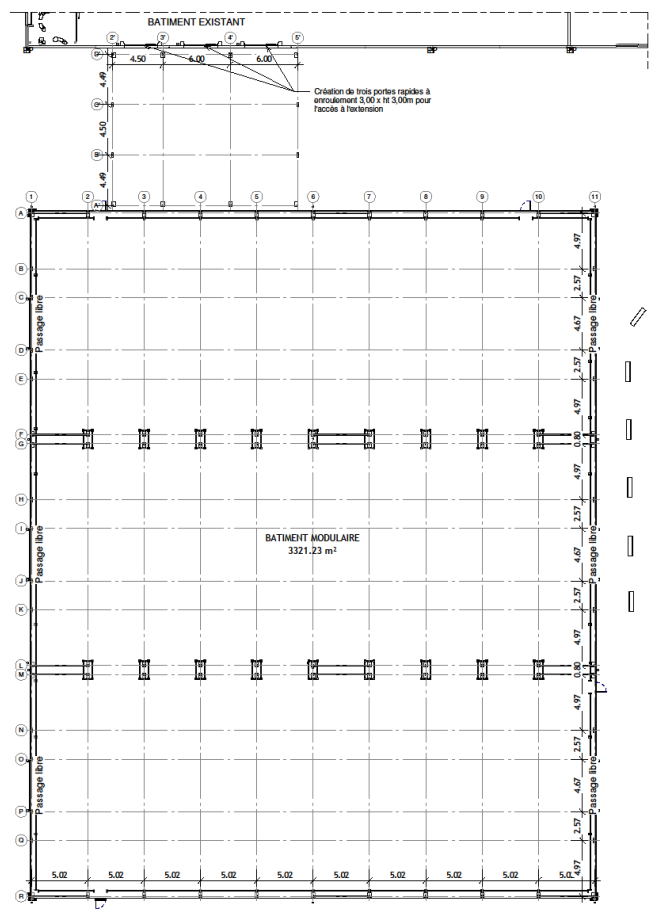 BATIMENT EXISTANT
2' 3' 4' 5'
4.50 6.00 6.00
Création de trois portes rapides à
enroulement 3,00 x ht 3,00m pour
l'accès à l'extension
4.49
4.50
B'
4.49
A'
1 2 3 4 5 6 7 8 9 10 11
A
4.97
B
2.57
C
Passage libre
4.67
Passage libre
D
2.57
E
4.97
F
0.80
G
4.97
H
2.57
I
BATIMENT MODULAIRE
3321.23 m²
Passage libre
4.67
Passage libre
J
2.57
K
4.97
L
0.80
M
4.97
N
2.57
O
Passage libre
4.67
Passage libre
P
2.57
Q
4.97
5.02 5.02 5.02 5.02 5.02 5.02 5.02 5.02 5.02
R